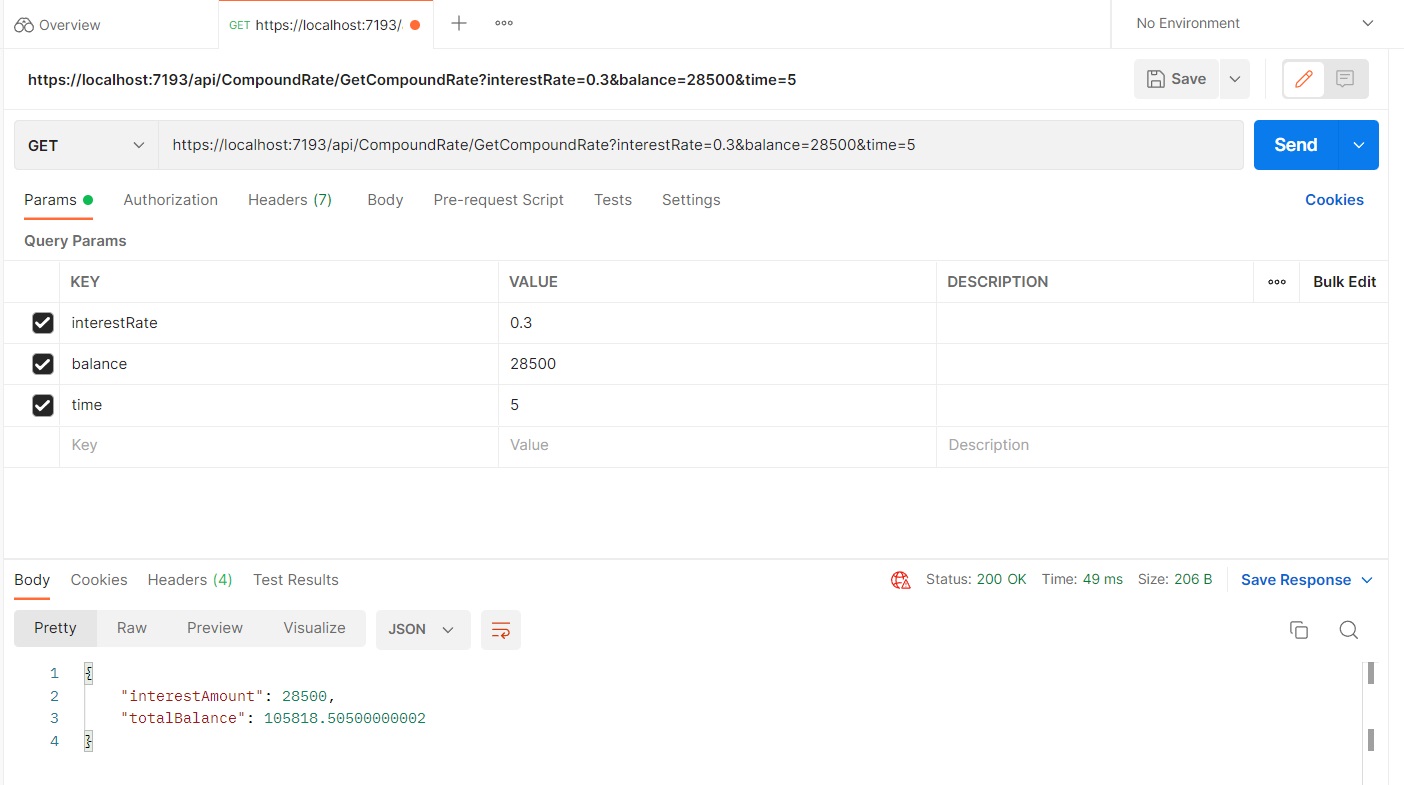 Overview
GET https://localhost:7193/
No Environment
https://localhost:7193/api/CompoundRate/GetCompoundRate?interestRate=0.3&balance=28500&time=5
Save
GET
https://localhost:7193/api/CompoundRate/GetCompoundRate?interestRate=0.3&balance=28500&time=5
Send
Params Authorization Headers (7) Body Pre-request Script Tests Settings Cookies
Query Params
KEY VALUE DESCRIPTION Bulk Edit
interestRate 0.3
balance 28500
time 5
Key Value Description
Body Cookies Headers (4) Test Results Status: 200 OK Time: 49 ms Size: 206 B Save Response
Pretty Raw Preview Visualize JSON
1 {
2 "interestAmount": 28500,
3 "totalBalance": 105818.50500000002
4 }